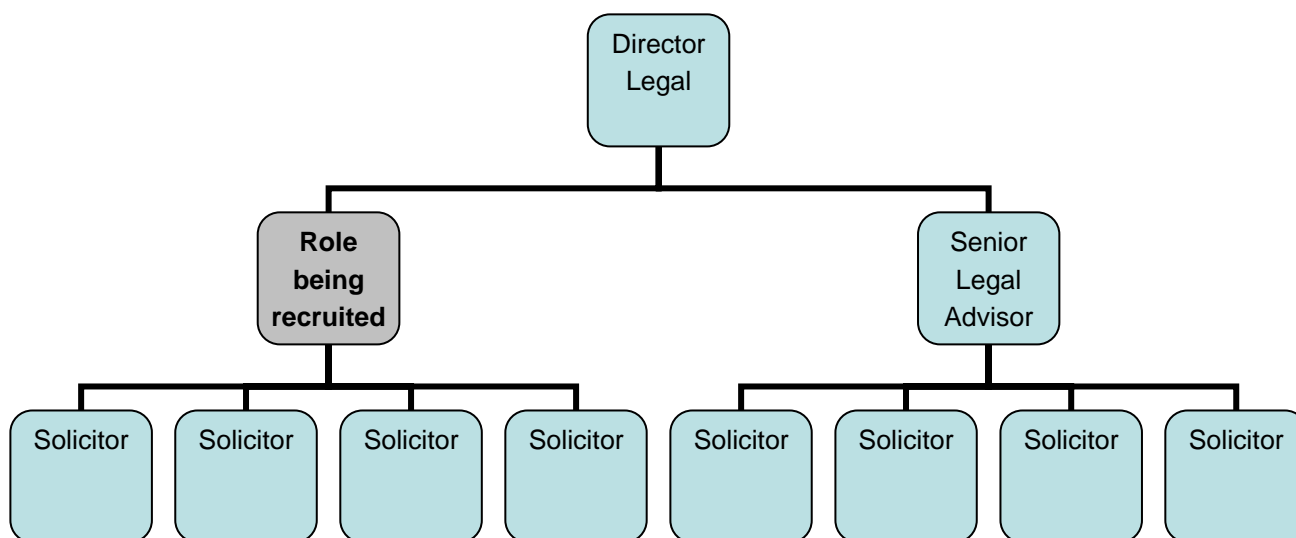 Director
Legal
Role
being
recruited
Senior
Legal
Advisor
Solicitor
Solicitor
Solicitor
Solicitor
Solicitor
Solicitor
Solicitor
Solicitor